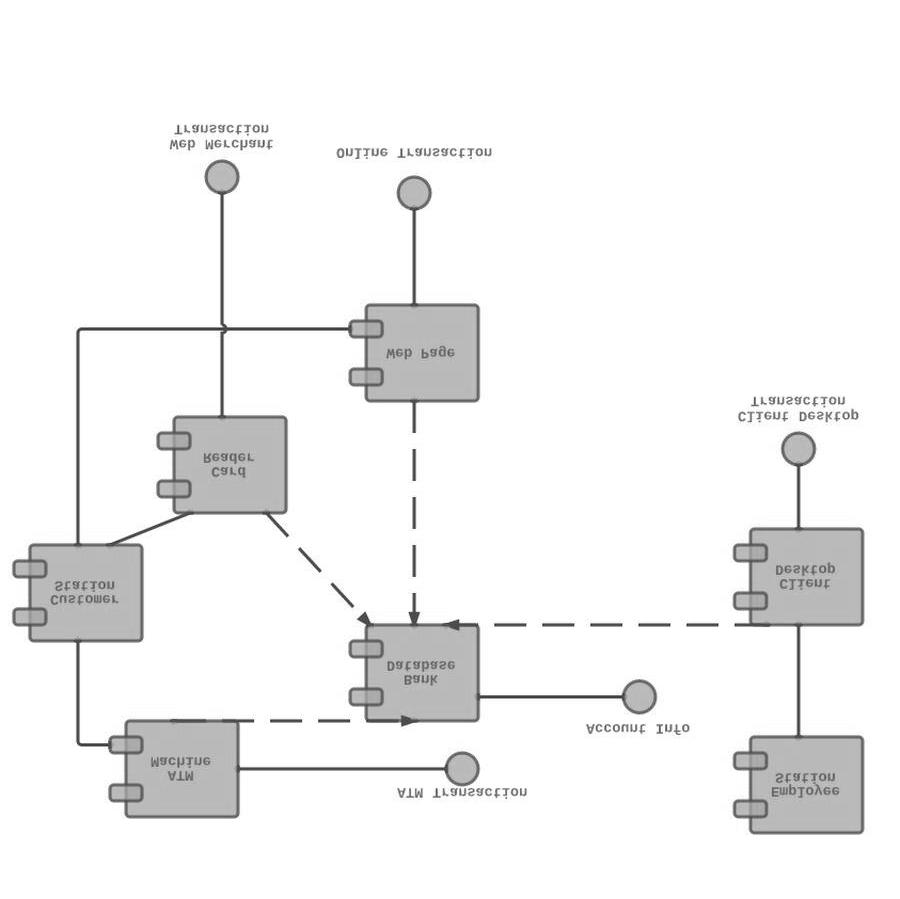 Web Merchant
Transaction
Online Transaction
Web Page
Client Desktop
Transaction
Card
Reader
Customer
Station
Client
Desktop
Bank
Database
Account Info
ATM
Machine
ATM Transaction
Employee
Station